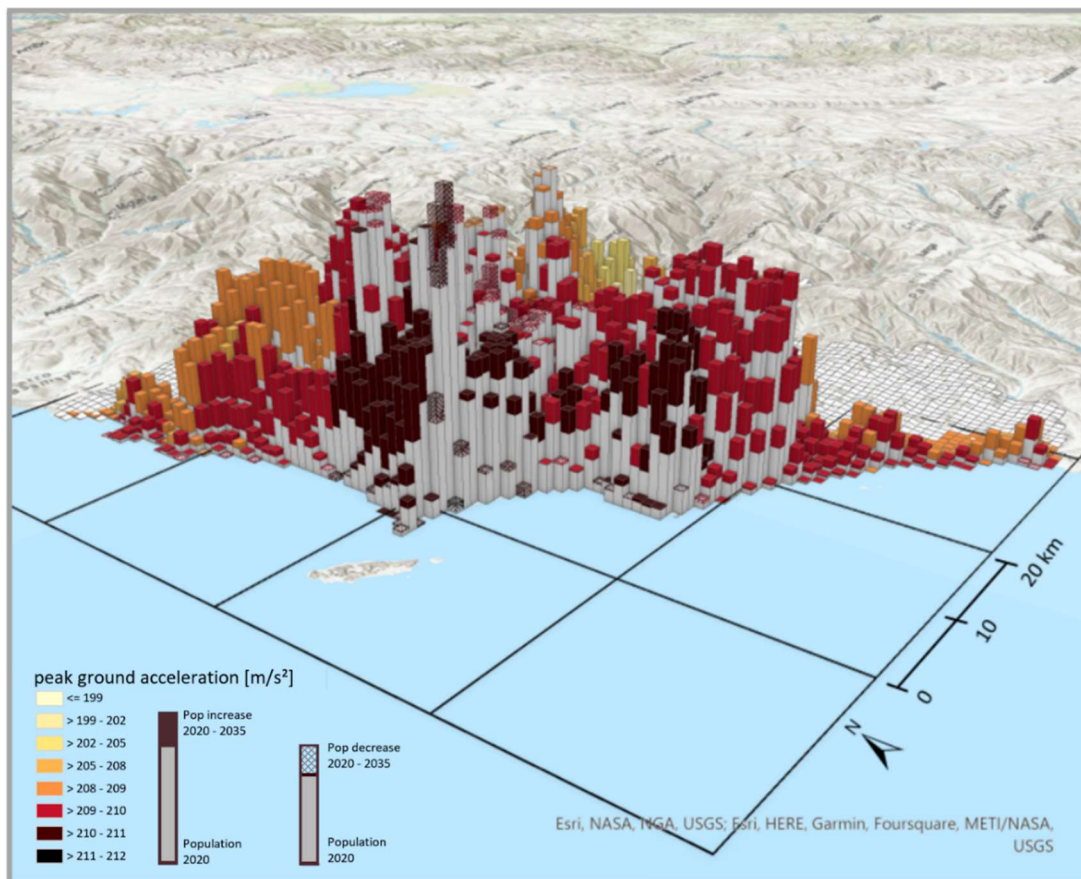 20 km
10
0
N
peak ground acceleration [m/s²]
<= 199
> 199 - 202
> 202 - 205
> 205 - 208
> 208 - 209
> 209 - 210
> 210 - 211
> 211 - 212
Pop increase
2020 - 2035
Population
2020
Pop decrease
2020 - 2035
Population
2020
Esri, NASA, NGA, USGS; Esri, HERE, Garmin, Foursquare, METI/NASA,
USGS